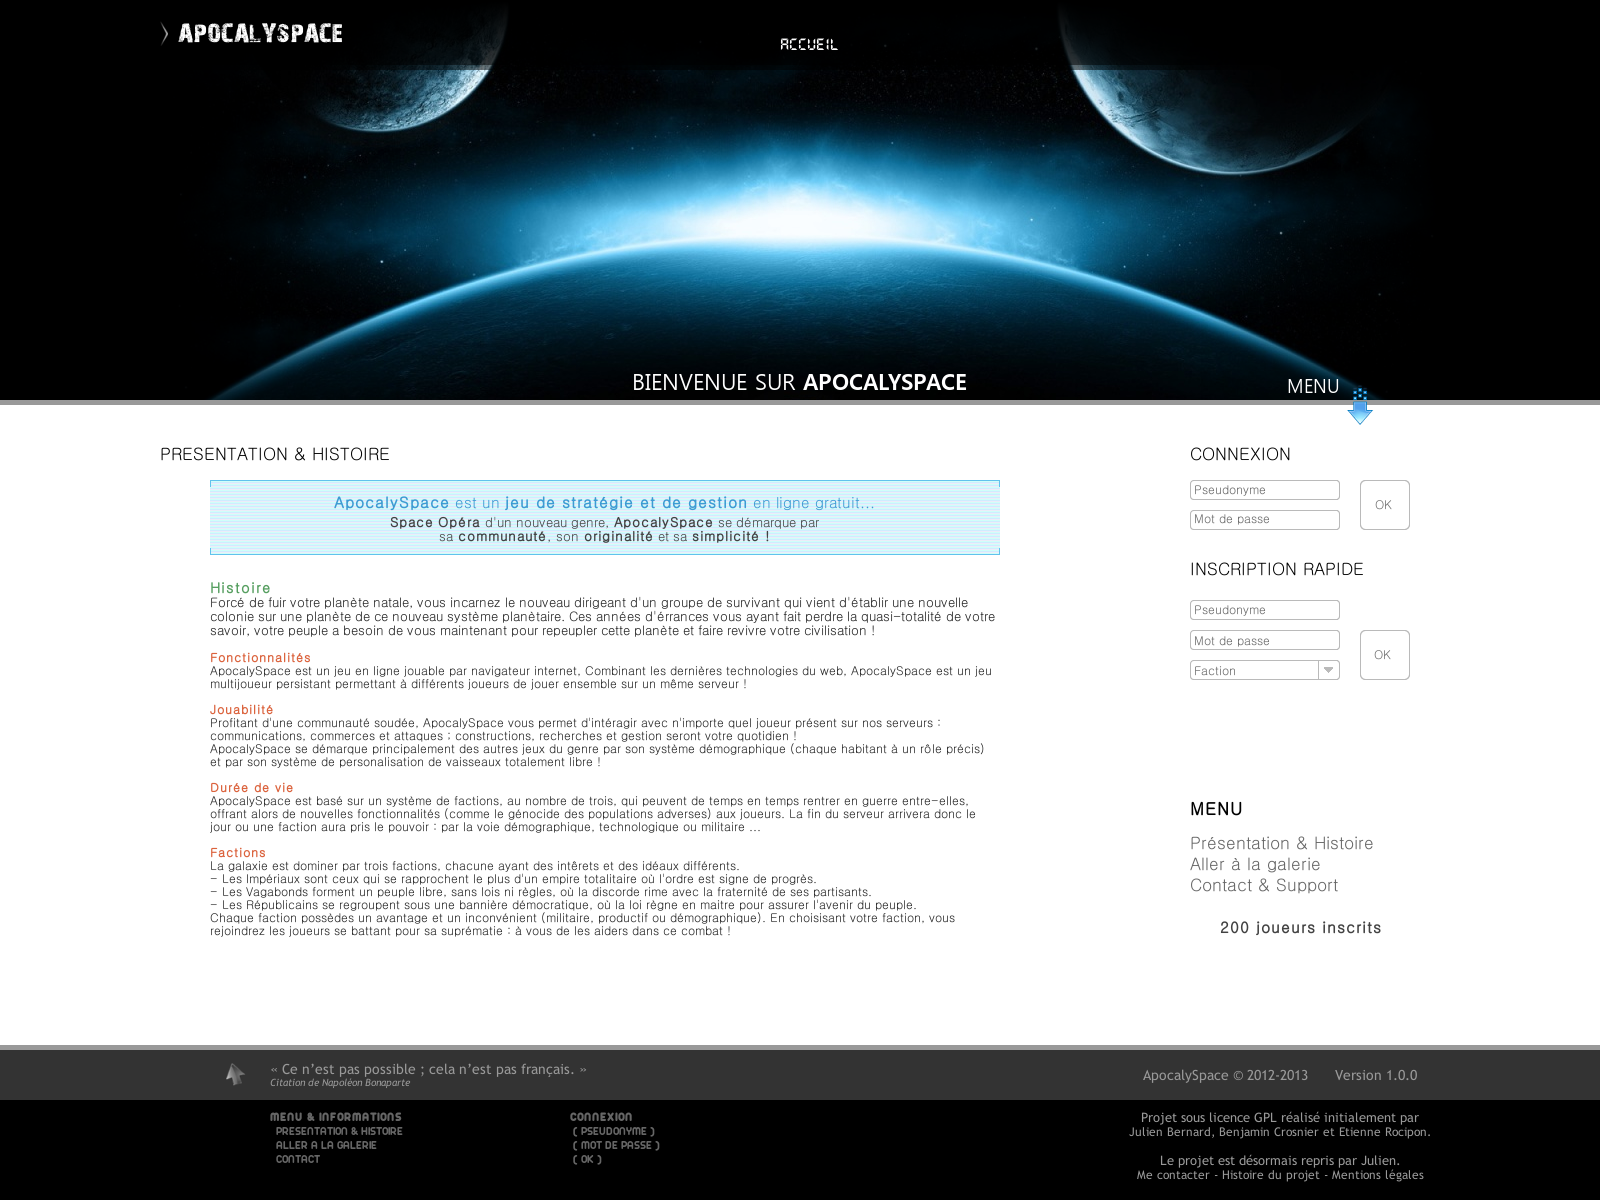 APOCALYSPACE
ACCUEIL
BIENVENUE SUR APOCALYSPACE
MENU
PRESENTATION & HISTOIRE
ApocalySpace est un jeu de stratégie et de gestion en ligne gratuit...
Space Opéra d'un nouveau genre, ApocalySpace se démarque par
sa communauté, son originalité et sa simplicité !
Histoire
Forcé de fuir votre planète natale, vous incarnez le nouveau dirigeant d'un groupe de survivant qui vient d'établir une nouvelle
colonie sur une planète de ce nouveau système planètaire. Ces années d'érrances vous ayant fait perdre la quasi-totalité de votre
savoir, votre peuple a besoin de vous maintenant pour repeupler cette planète et faire revivre votre civilisation !
Fonctionnalités
ApocalySpace est un jeu en ligne jouable par navigateur internet, Combinant les dernières technologies du web, ApocalySpace est un jeu
multijoueur persistant permettant à différents joueurs de jouer ensemble sur un même serveur !
Jouabilité
Profitant d'une communauté soudée, ApocalySpace vous permet d'intéragir avec n'importe quel joueur présent sur nos serveurs :
communications, commerces et attaques ; constructions, recherches et gestion seront votre quotidien !
ApocalySpace se démarque principalement des autres jeux du genre par son système démographique (chaque habitant à un rôle précis)
et par son système de personalisation de vaisseaux totalement libre !
Durée de vie
ApocalySpace est basé sur un système de factions, au nombre de trois, qui peuvent de temps en temps rentrer en guerre entre-elles,
offrant alors de nouvelles fonctionnalités (comme le génocide des populations adverses) aux joueurs. La fin du serveur arrivera donc le
jour ou une faction aura pris le pouvoir : par la voie démographique, technologique ou militaire ...
Factions
La galaxie est dominer par trois factions, chacune ayant des intêrets et des idéaux différents.
- Les Impériaux sont ceux qui se rapprochent le plus d'un empire totalitaire où l'ordre est signe de progrès.
- Les Vagabonds forment un peuple libre, sans lois ni règles, où la discorde rime avec la fraternité de ses partisants.
- Les Républicains se regroupent sous une bannière démocratique, où la loi règne en maitre pour assurer l'avenir du peuple.
Chaque faction possèdes un avantage et un inconvénient (militaire, productif ou démographique). En choisisant votre faction, vous
rejoindrez les joueurs se battant pour sa suprématie : à vous de les aiders dans ce combat !
CONNEXION
Pseudonyme
Mot de passe
OK
INSCRIPTION RAPIDE
Pseudonyme
Mot de passe
Faction
OK
MENU
Présentation & Histoire
Aller à la galerie
Contact & Support
200 joueurs inscrits
« Ce n'est pas possible ; cela n'est pas français. »
Citation de Napoléon Bonaparte
ApocalySpace © 2012-2013 Version 1.0.0
MENU & INFORMATIONS
PRESENTATION & HISTOIRE
ALLER A LA GALERIE
CONTACT
CONNEXION
( PSEUDONYME )
( MOT DE PASSE )
( OK )
Projet sous licence GPL réalisé initialement par
Julien Bernard, Benjamin Crosnier et Etienne Rocipon.
Le projet est désormais repris par Julien.
Me contacter - Histoire du projet - Mentions légales